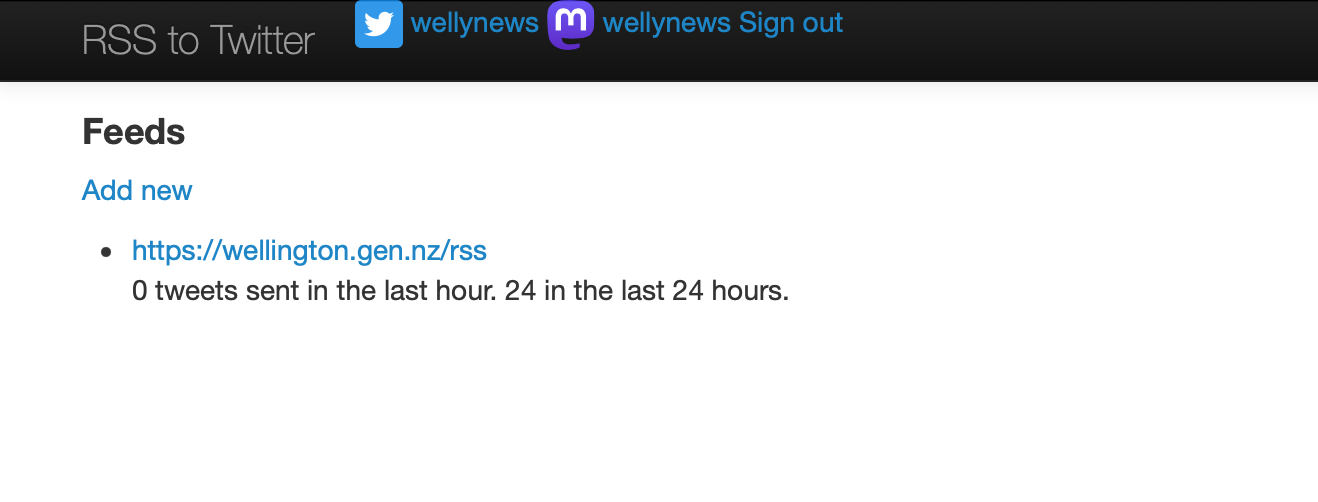 RSS to Twitter wellynews wellynews Sign out
Feeds
Add new
https://wellington.gen.nz/rss
0 tweets sent in the last hour. 24 in the last 24 hours.